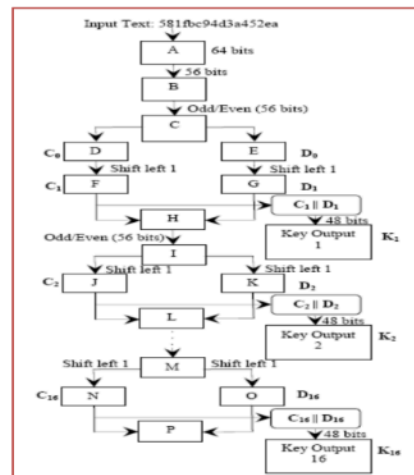 Input Text: 581fbc94d3a452ea
A 64 bits
56 bits
B
Odd/Even (56 bits)
C
C₀ D E D₀
Shift left 1 Shift left 1
C₁ F G D₁
C₁ || D₁
H 48 bits
Odd/Even (56 bits) Key Output K₁
1
I
Shift left 1 Shift left 1
C₂ J K D₂
C₂ || D₂
L 48 bits
Key Output K₂
2
M
Shift left 1 Shift left 1
C₁₆ N O D₁₆
C₁₆ || D₁₆
P 48 bits
Key Output K₁₆
16